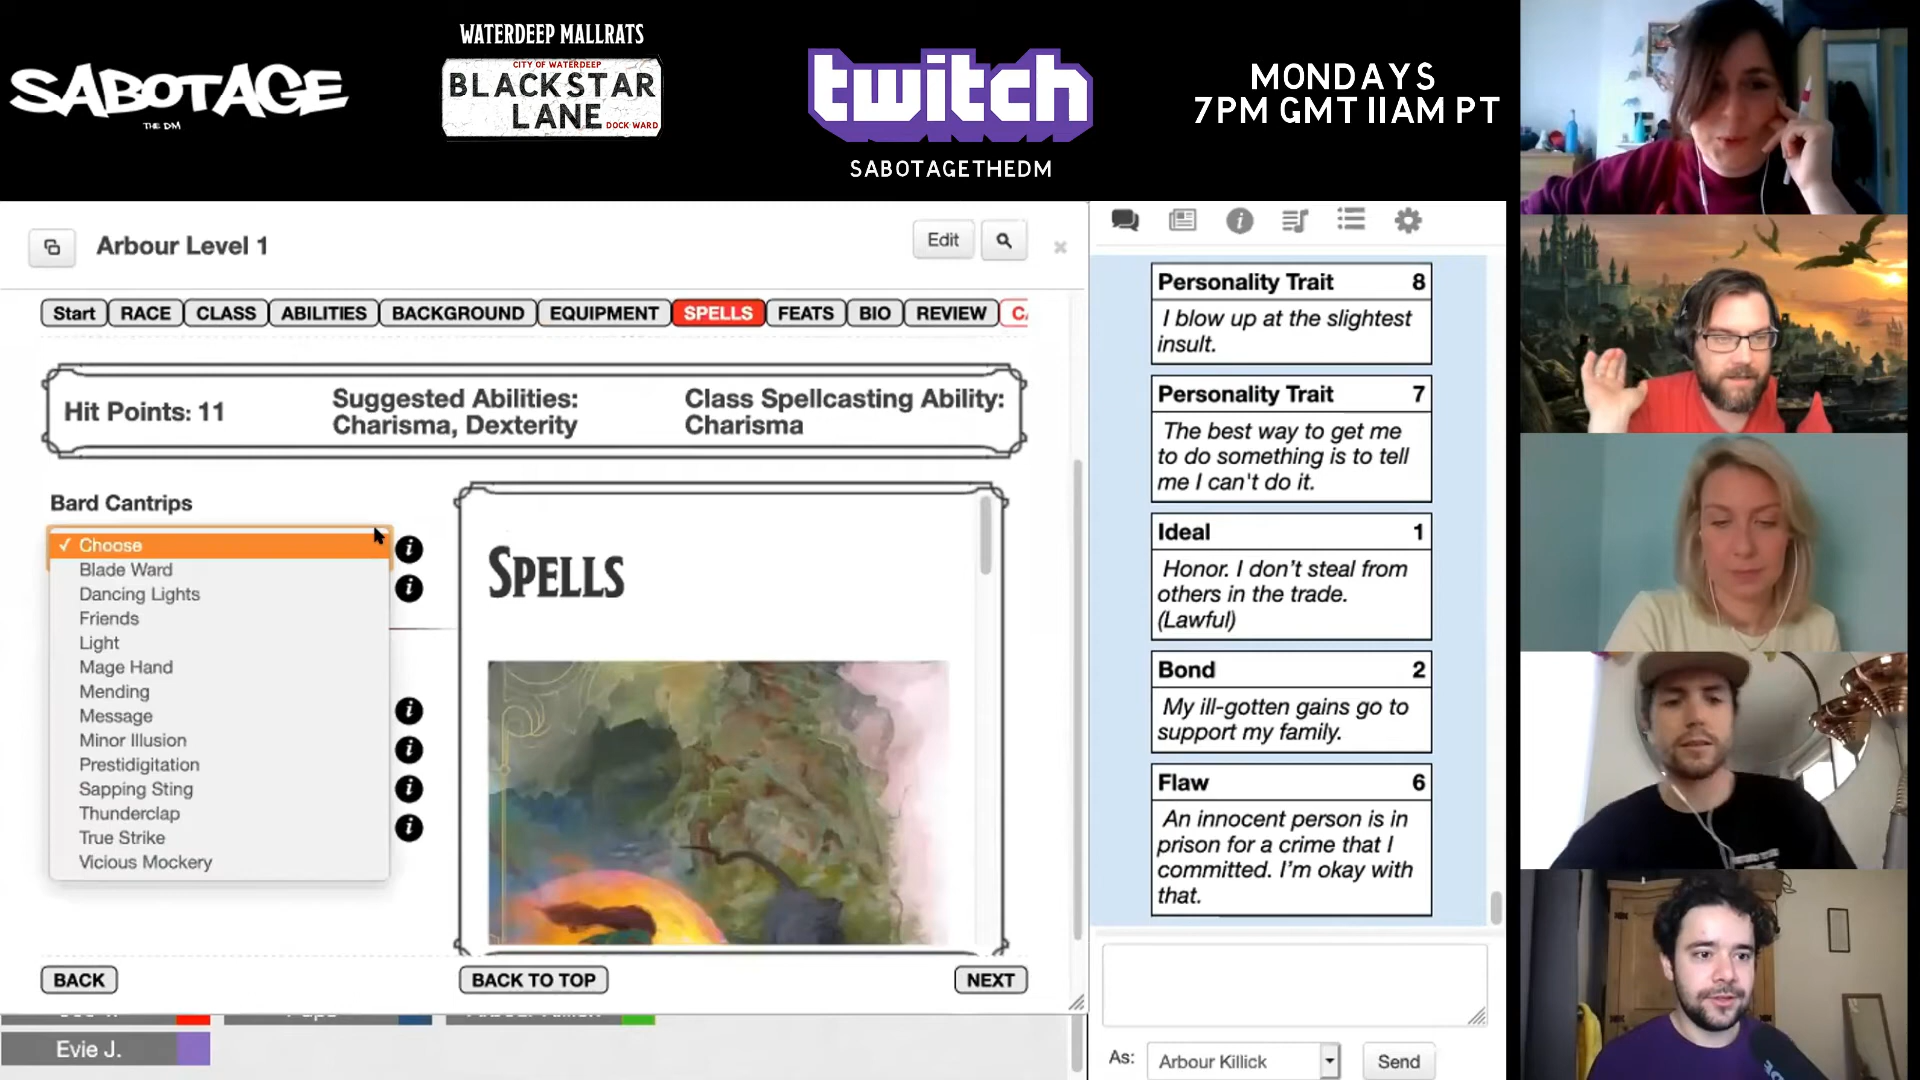 SABOTAGE
THE DM
WATERDEEP MALLRATS
CITY OF WATERDEEP
BLACKSTAR
LANE
DOCK WARD
twitch
SABOTAGETHEDM
MONDAYS
7PM GMT 11AM PT
Arbour Level 1
Edit
Start
RACE
CLASS
ABILITIES
BACKGROUND
EQUIPMENT
SPELLS
FEATS
BIO
REVIEW
Hit Points: 11
Suggested Abilities:
Charisma, Dexterity
Class Spellcasting Ability:
Charisma
Bard Cantrips
✓ Choose
Blade Ward
Dancing Lights
Friends
Light
Mage Hand
Mending
Message
Minor Illusion
Prestidigitation
Sapping Sting
Thunderclap
True Strike
Vicious Mockery
SPELLS
BACK
BACK TO TOP
NEXT
Evie J.
Personality Trait 8
I blow up at the slightest
insult.
Personality Trait 7
The best way to get me
to do something is to tell
me I can't do it.
Ideal 1
Honor. I don't steal from
others in the trade.
(Lawful)
Bond 2
My ill-gotten gains go to
support my family.
Flaw 6
An innocent person is in
prison for a crime that I
committed. I'm okay with
that.
As: Arbour Killick Send